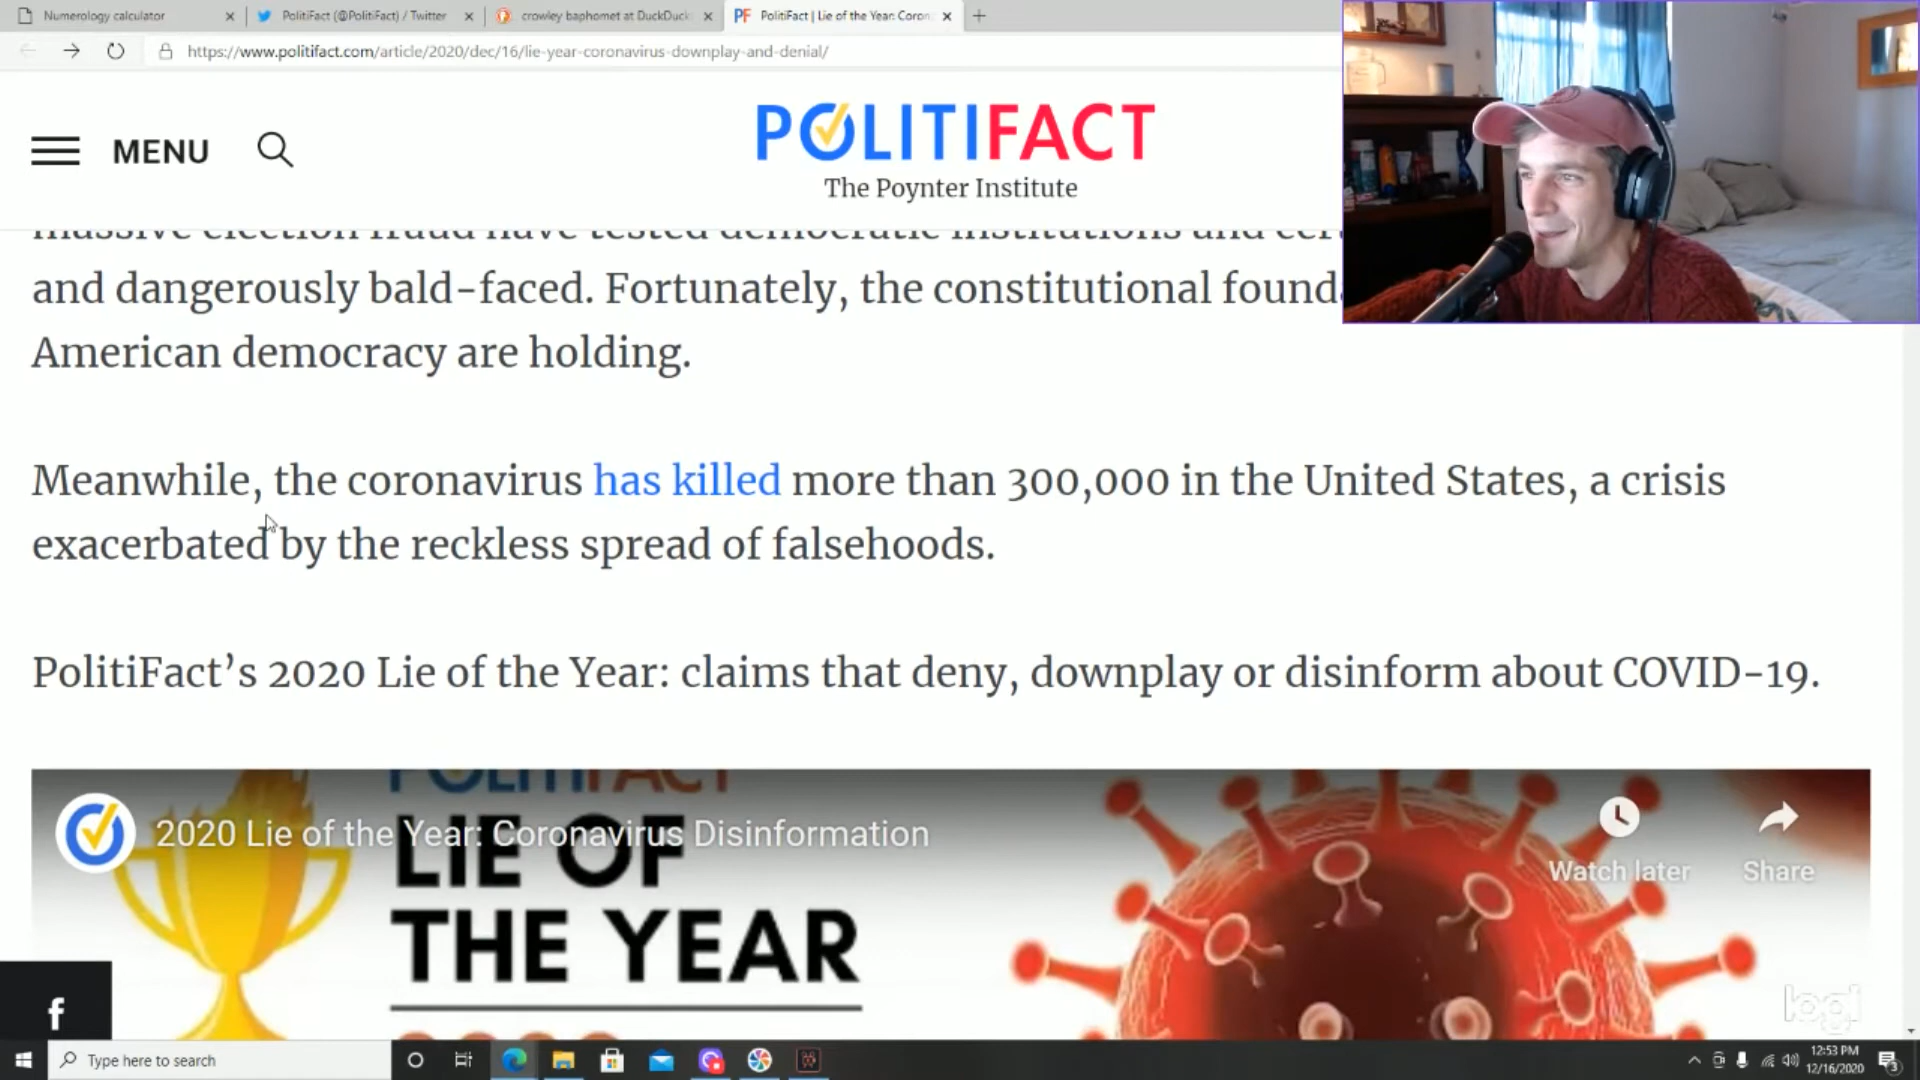 Numerology calculator
PolitiFact (@PolitiFact) / Twitter
crowley baphomet at DuckDuck
PolitiFact | Lie of the Year: Coron
https://www.politifact.com/article/2020/dec/16/lie-year-coronavirus-downplay-and-denial/
MENU
POLITIFACT
The Poynter Institute
massive election fraud have tested democratic institutions and
and dangerously bald-faced. Fortunately, the constitutional
American democracy are holding.
Meanwhile, the coronavirus has killed more than 300,000 in the United States, a crisis
exacerbated by the reckless spread of falsehoods.
PolitiFact’s 2020 Lie of the Year: claims that deny, downplay or disinform about COVID-19.
POLITIFACT
2020 Lie of the Year: Coronavirus Disinformation
Watch later
Share
LIE OF
THE YEAR
logi
f
Type here to search
12:53 PM
12/16/2020
3